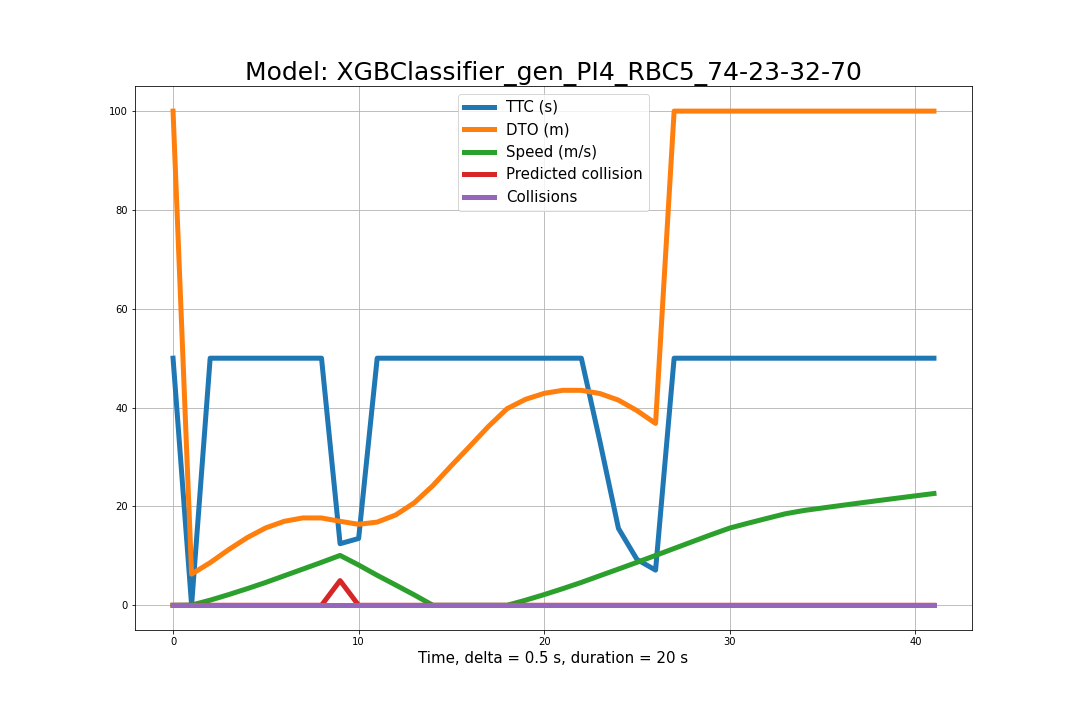 Model: XGBClassifier_gen_PI4_RBC5_74-23-32-70
TTC (s)
DTO (m)
Speed (m/s)
Predicted collision
Collisions
100
80
60
40
20
0
0 10 20 30 40
Time, delta = 0.5 s, duration = 20 s